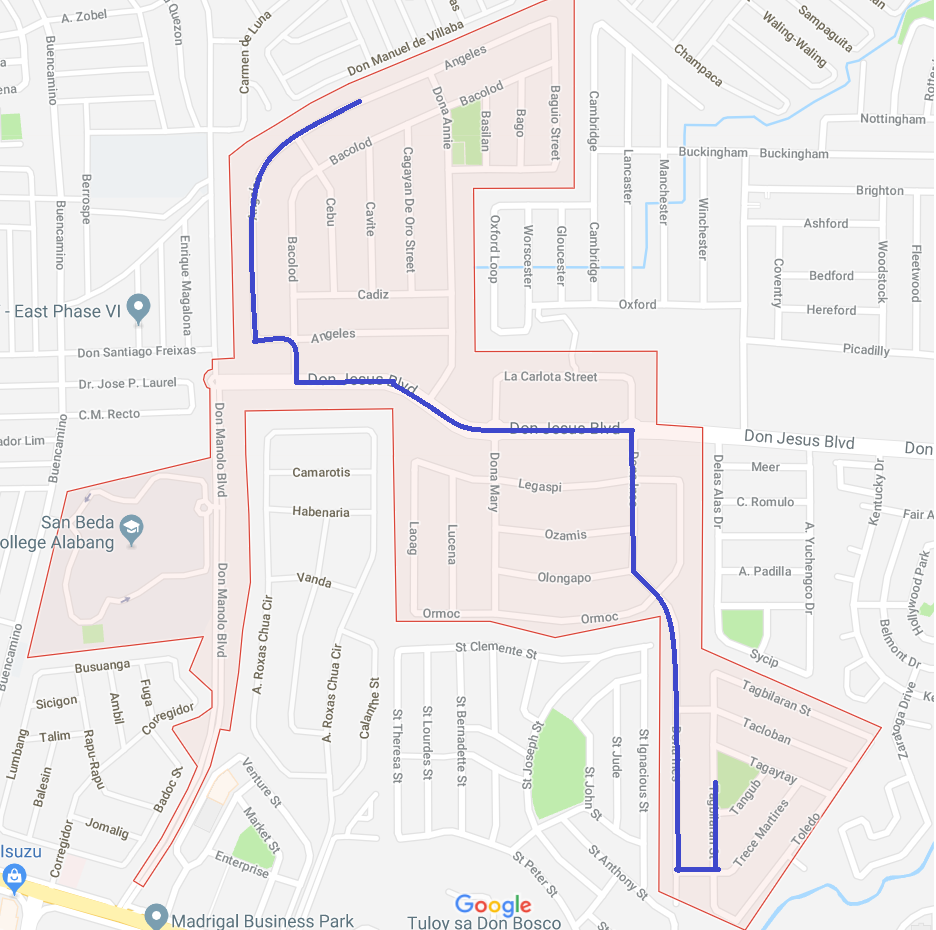 A. Zobel
Quezon
Buencamino
Carmen de Luna
Don Manuel de Villaba
Angeles
Bacolod
Dona Annie
Basilan
Bago
Baguio Street
Champaca
Sampaguita
Waling-Waling
Nottingham
Cambridge
Lancaster
Manchester
Buckingham
Buckingham
Winchester
Brighton
Ashford
Bedford
Hereford
Coventry
Woodstock
Fleetwood
Picadilly
Bacolod
Cebu
Cavite
Cagayan De Oro Street
Bacolod
Cadiz
Angeles
Berrospe
Buencamino
Enrique Magalona
Oxford Loop
Worscester
Gloucester
Cambridge
Oxford
- East Phase VI
Don Santiago Freixas
Dr. Jose P. Laurel
C.M. Recto
ador Lim
Buencamino
Don Jesus Blvd
La Carlota Street
Don Jesus Blvd
Don Jesus Blvd
Don
Don Manolo Blvd
Camarotis
Habenaria
Vanda
Dona Mary
Legaspi
Laoag
Lucena
Ozamis
Olongapo
Ormoc
Ormoc
Delas Alas Dr
Meer
C. Romulo
A. Padilla
A. Yuchengco Dr
Sycip
Kentucky Dr
Fair A
Hollywood Park
Belmont Dr
Ke
Zaratoga Drive
San Beda
ollege Alabang
Don Manolo Blvd
A. Roxas Chua Cir
A. Roxas Chua Cir
Calanthe St
Buencamino
Busuanga
Sicigon
Talim
Lumbang
Balesin
Rapu-Rapu
Ambil
Fuga
Corregidor
Badoc St
Jomalig
Corregidor
Venture St
Market St
Enterprise
St Clemente St
St Theresa St
St Lourdes St
St Bernadette St
St Joseph St
St John St
St Jude
St Ignacious St
St Anthony St
St Peter St
Tagbilaran St
Tacloban
Tagaytay
Tangub
Trece Martires
Toledo
Tagbilaran St
Isuzu
Madrigal Business Park
Google
Tuloy sa Don Bosco